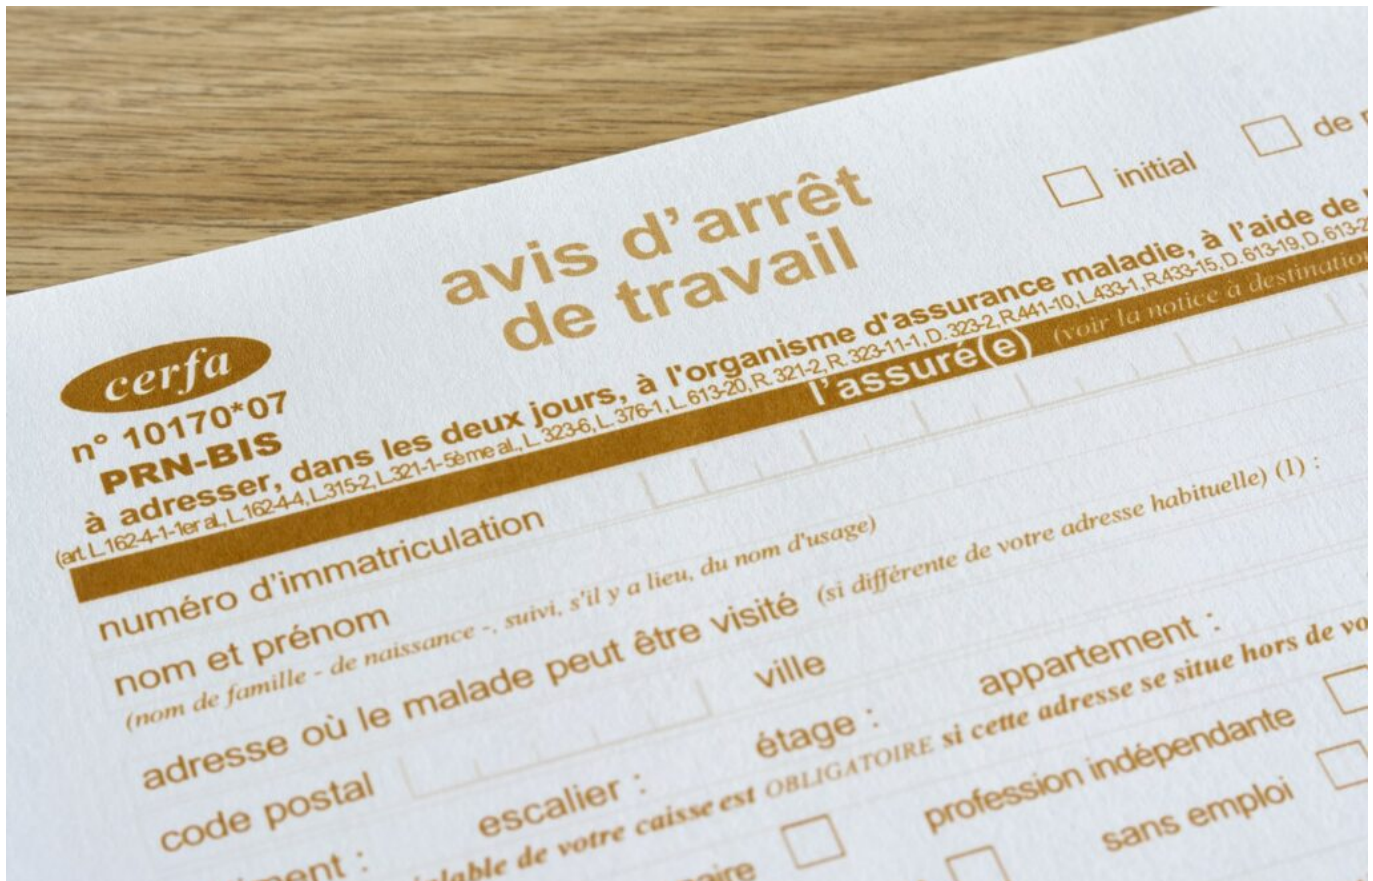 avis d'arrêt
de travail
initial
de
cerfa
n° 10170*07
PRN-BIS
à adresser, dans les deux jours, à l'organisme d'assurance maladie, à l'aide de
(art. L.162-4-1-1er al., L.162-4-4, L.315-2, L.321-1-5ème al., L.323-6, L.376-1, L.613-20, R.321-2, R.323-11-1, D.323-2, R.441-10, L.433-1, R.433-15, D.613-19, D.613-2
l'assuré(e) (voir la notice à destination
numéro d'immatriculation
nom et prénom
(nom de famille - de naissance -, suivi, s'il y a lieu, du nom d'usage)
adresse où le malade peut être visité (si différente de votre adresse habituelle) (1) :
code postal ville
escalier : étage : appartement :
de votre caisse est OBLIGATOIRE si cette adresse se situe hors de
profession indépendante
sans emploi